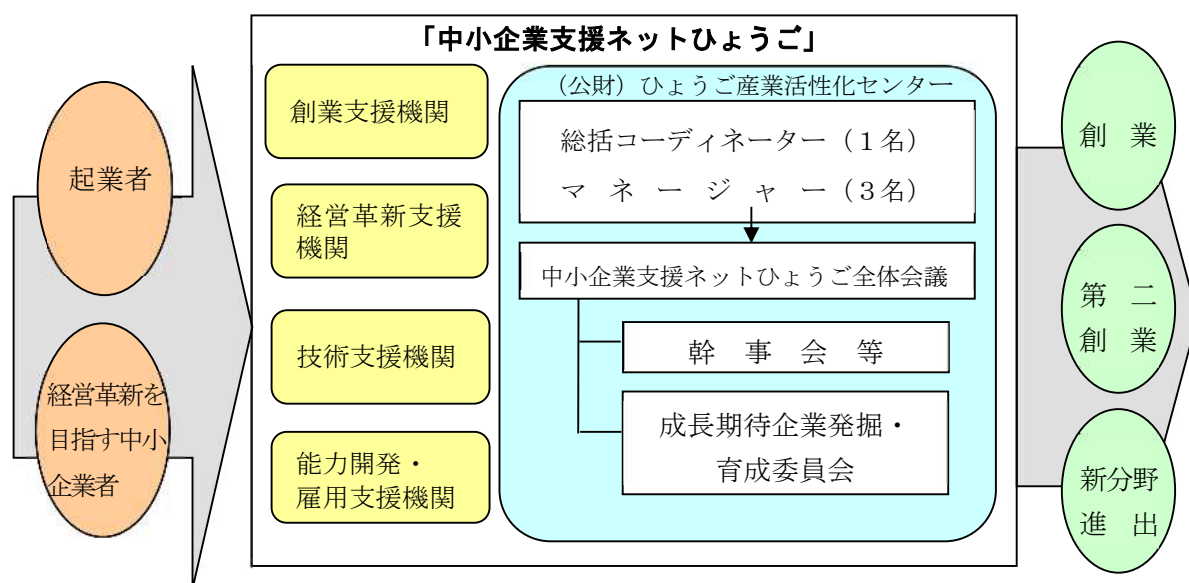 「中小企業支援ネットひょうご」
起業者
経営革新を
目指す中小
企業者
創業支援機関
経営革新支援
機関
技術支援機関
能力開発・
雇用支援機関
（公財）ひょうご産業活性化センター
総括コーディネーター（１名）
マネージャー（３名）
中小企業支援ネットひょうご全体会議
幹事会等
成長期待企業発掘・
育成委員会
創業
第二
創業
新分野
進出